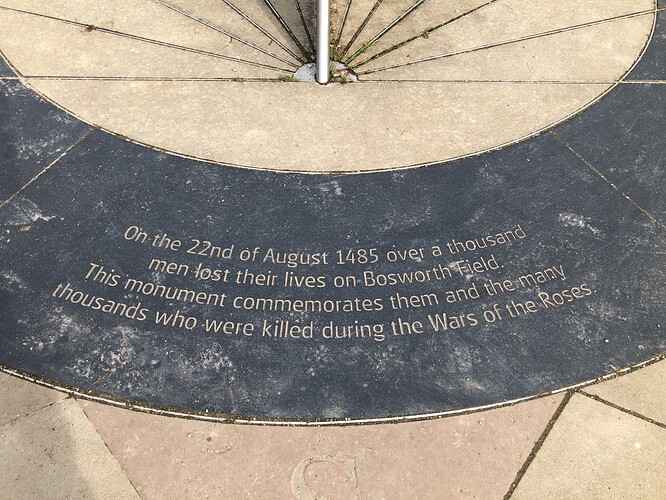 On the 22nd of August 1485 over a thousand
men lost their lives on Bosworth Field.
This monument commemorates them and the many
thousands who were killed during the Wars of the Roses.
S